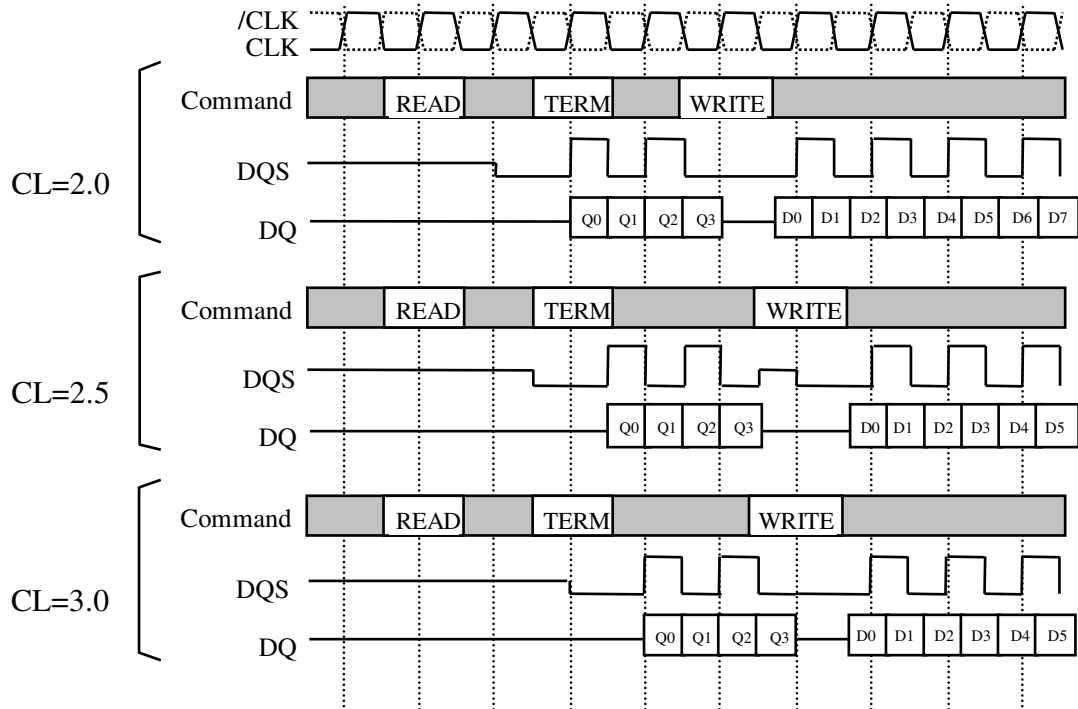 /CLK
CLK
CL=2.0
Command READ TERM WRITE
DQS
DQ Q0 Q1 Q2 Q3 D0 D1 D2 D3 D4 D5 D6 D7
CL=2.5
Command READ TERM WRITE
DQS
DQ Q0 Q1 Q2 Q3 D0 D1 D2 D3 D4 D5
CL=3.0
Command READ TERM WRITE
DQS
DQ Q0 Q1 Q2 Q3 D0 D1 D2 D3 D4 D5